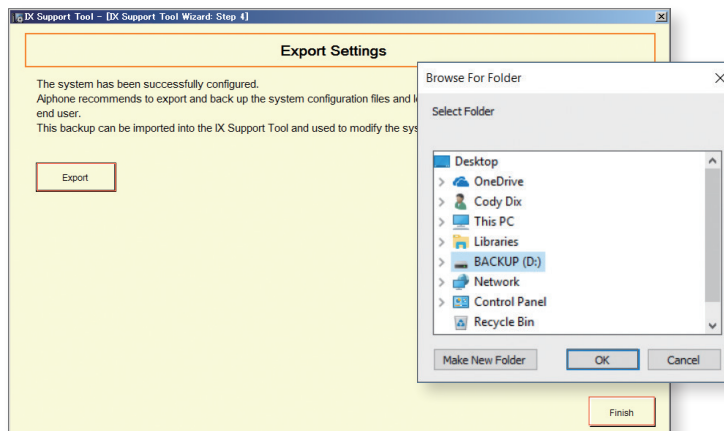 IX Support Tool - [IX Support Tool Wizard: Step 4]
Export Settings
The system has been successfully configured.
Aiphone recommends to export and back up the system configuration files and
end user.
This backup can be imported into the IX Support Tool and used to modify the
Export
Browse For Folder
Select Folder
Desktop
OneDrive
Cody Dix
This PC
Libraries
BACKUP (D:)
Network
Control Panel
Recycle Bin
Make New Folder
OK
Cancel
Finish